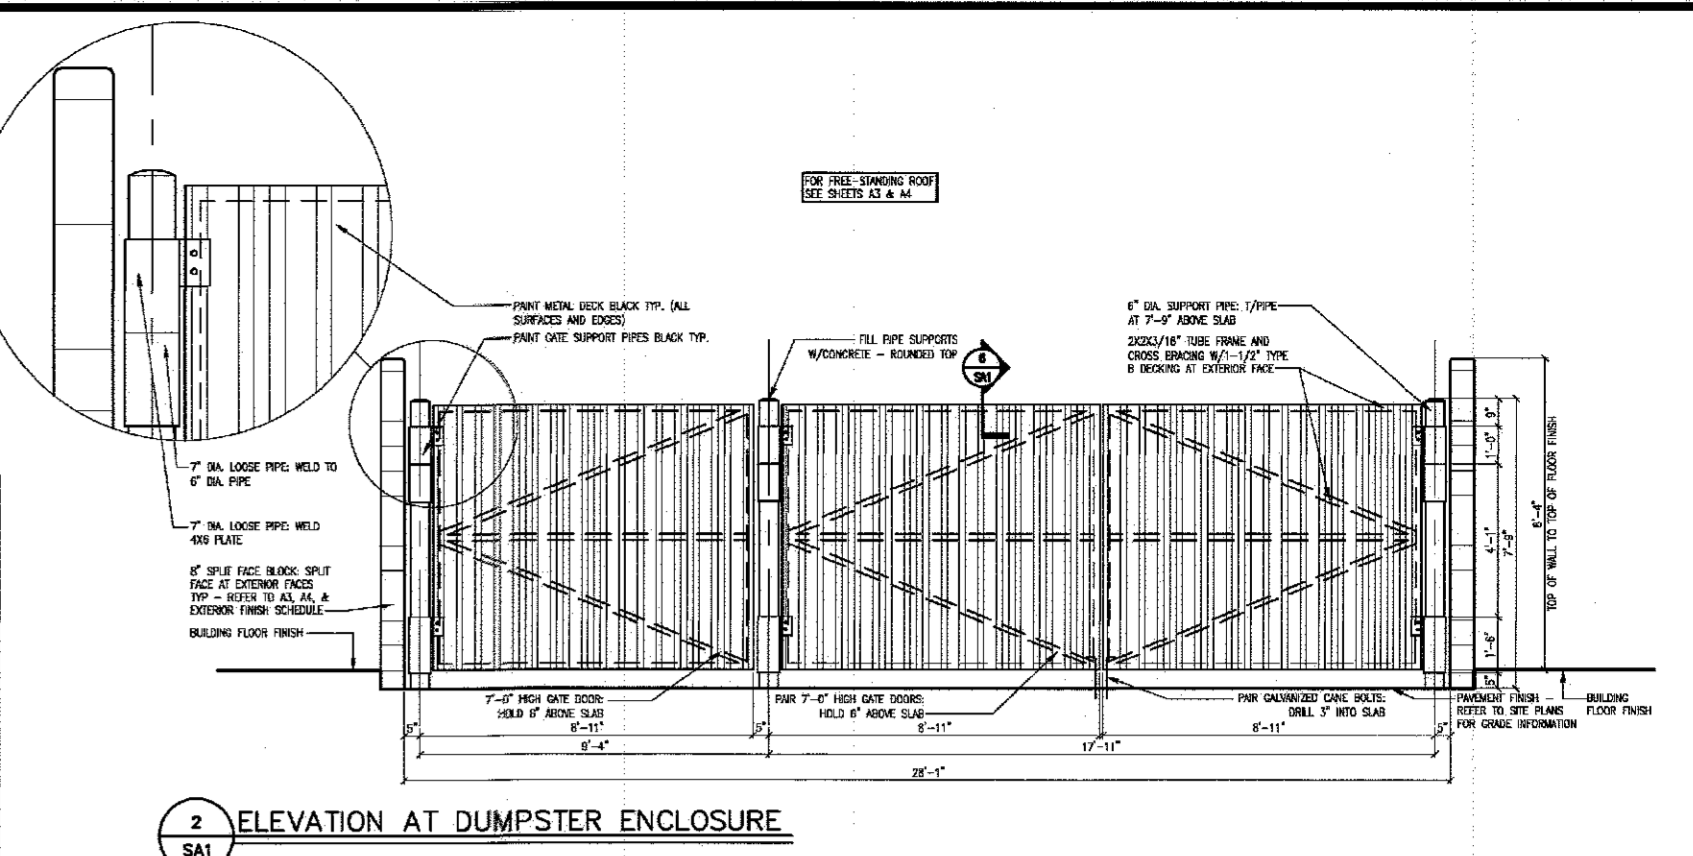 FOR FREE-STANDING ROOF
SEE SHEETS A3 & A4
PAINT METAL DECK BLACK TYP. (ALL
SURFACES AND EDGES)
PAINT GATE SUPPORT PIPES BLACK TYP.
FILL PIPE SUPPORTS
W/CONCRETE - ROUNDED TOP
6
SA1
6" DIA. SUPPORT PIPE: T/PIPE
AT 7'-9" ABOVE SLAB
2X2X3/16" TUBE FRAME AND
CROSS BRACING W/1-1/2" TYPE
B DECKING AT EXTERIOR FACE
7" DIA. LOOSE PIPE: WELD TO
6" DIA. PIPE
7" DIA. LOOSE PIPE: WELD
4X6 PLATE
8" SPLIT FACE BLOCK: SPLIT
FACE AT EXTERIOR FACES
TYP - REFER TO A3, A4, &
EXTERIOR FINISH SCHEDULE
BUILDING FLOOR FINISH
9"
1'-0"
4'-1"
1'-6"
5"
7'-9"
TOP OF WALL TO TOP OF FLOOR FINISH
7'-0" HIGH GATE DOOR:
HOLD 6" ABOVE SLAB
PAIR 7'-0" HIGH GATE DOORS:
HOLD 6" ABOVE SLAB
PAIR GALVANIZED CANE BOLTS:
DRILL 3" INTO SLAB
PAVEMENT FINISH -
REFER TO SITE PLANS
FOR GRADE INFORMATION
BUILDING
FLOOR FINISH
5"
8'-11"
5"
8'-11"
8'-11"
5"
9'-4"
17'-11"
28'-1"
2
SA1
ELEVATION AT DUMPSTER ENCLOSURE